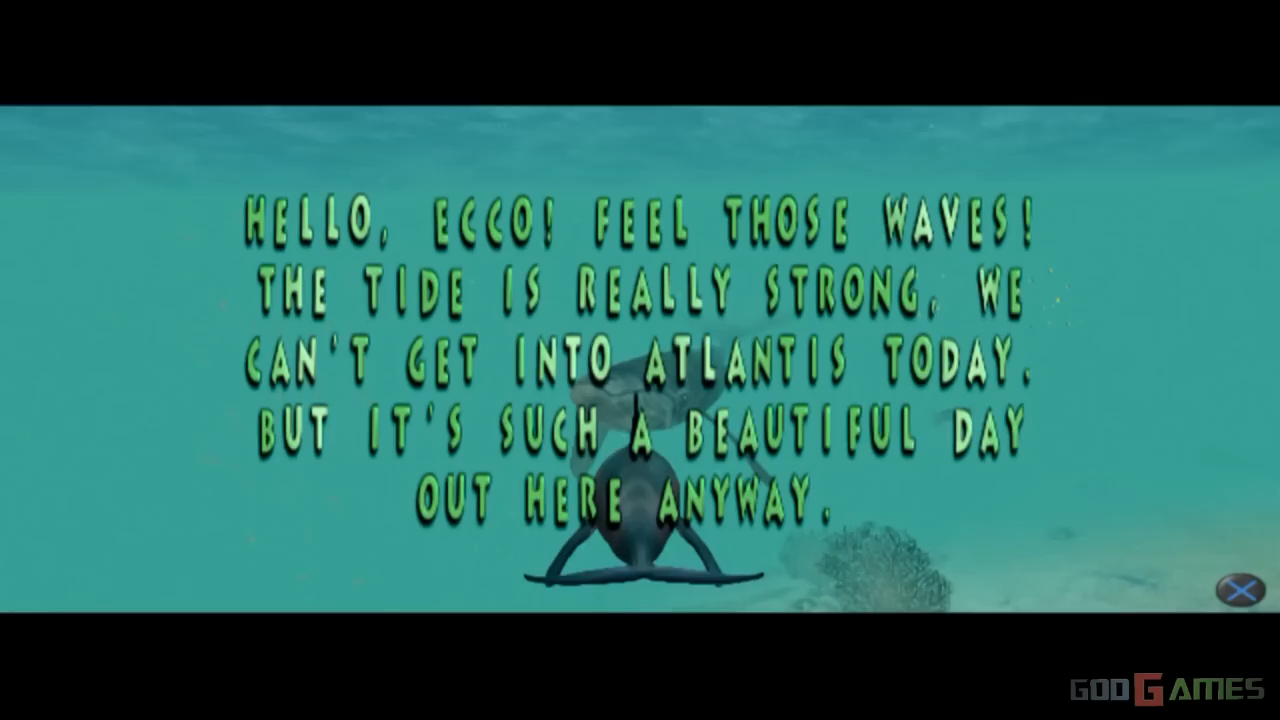 HELLO, ECCO! FEEL THOSE WAVES!
THE TIDE IS REALLY STRONG, WE
CAN'T GET INTO ATLANTIS TODAY.
BUT IT'S SUCH A BEAUTIFUL DAY
OUT HERE ANYWAY.
GODGAMES